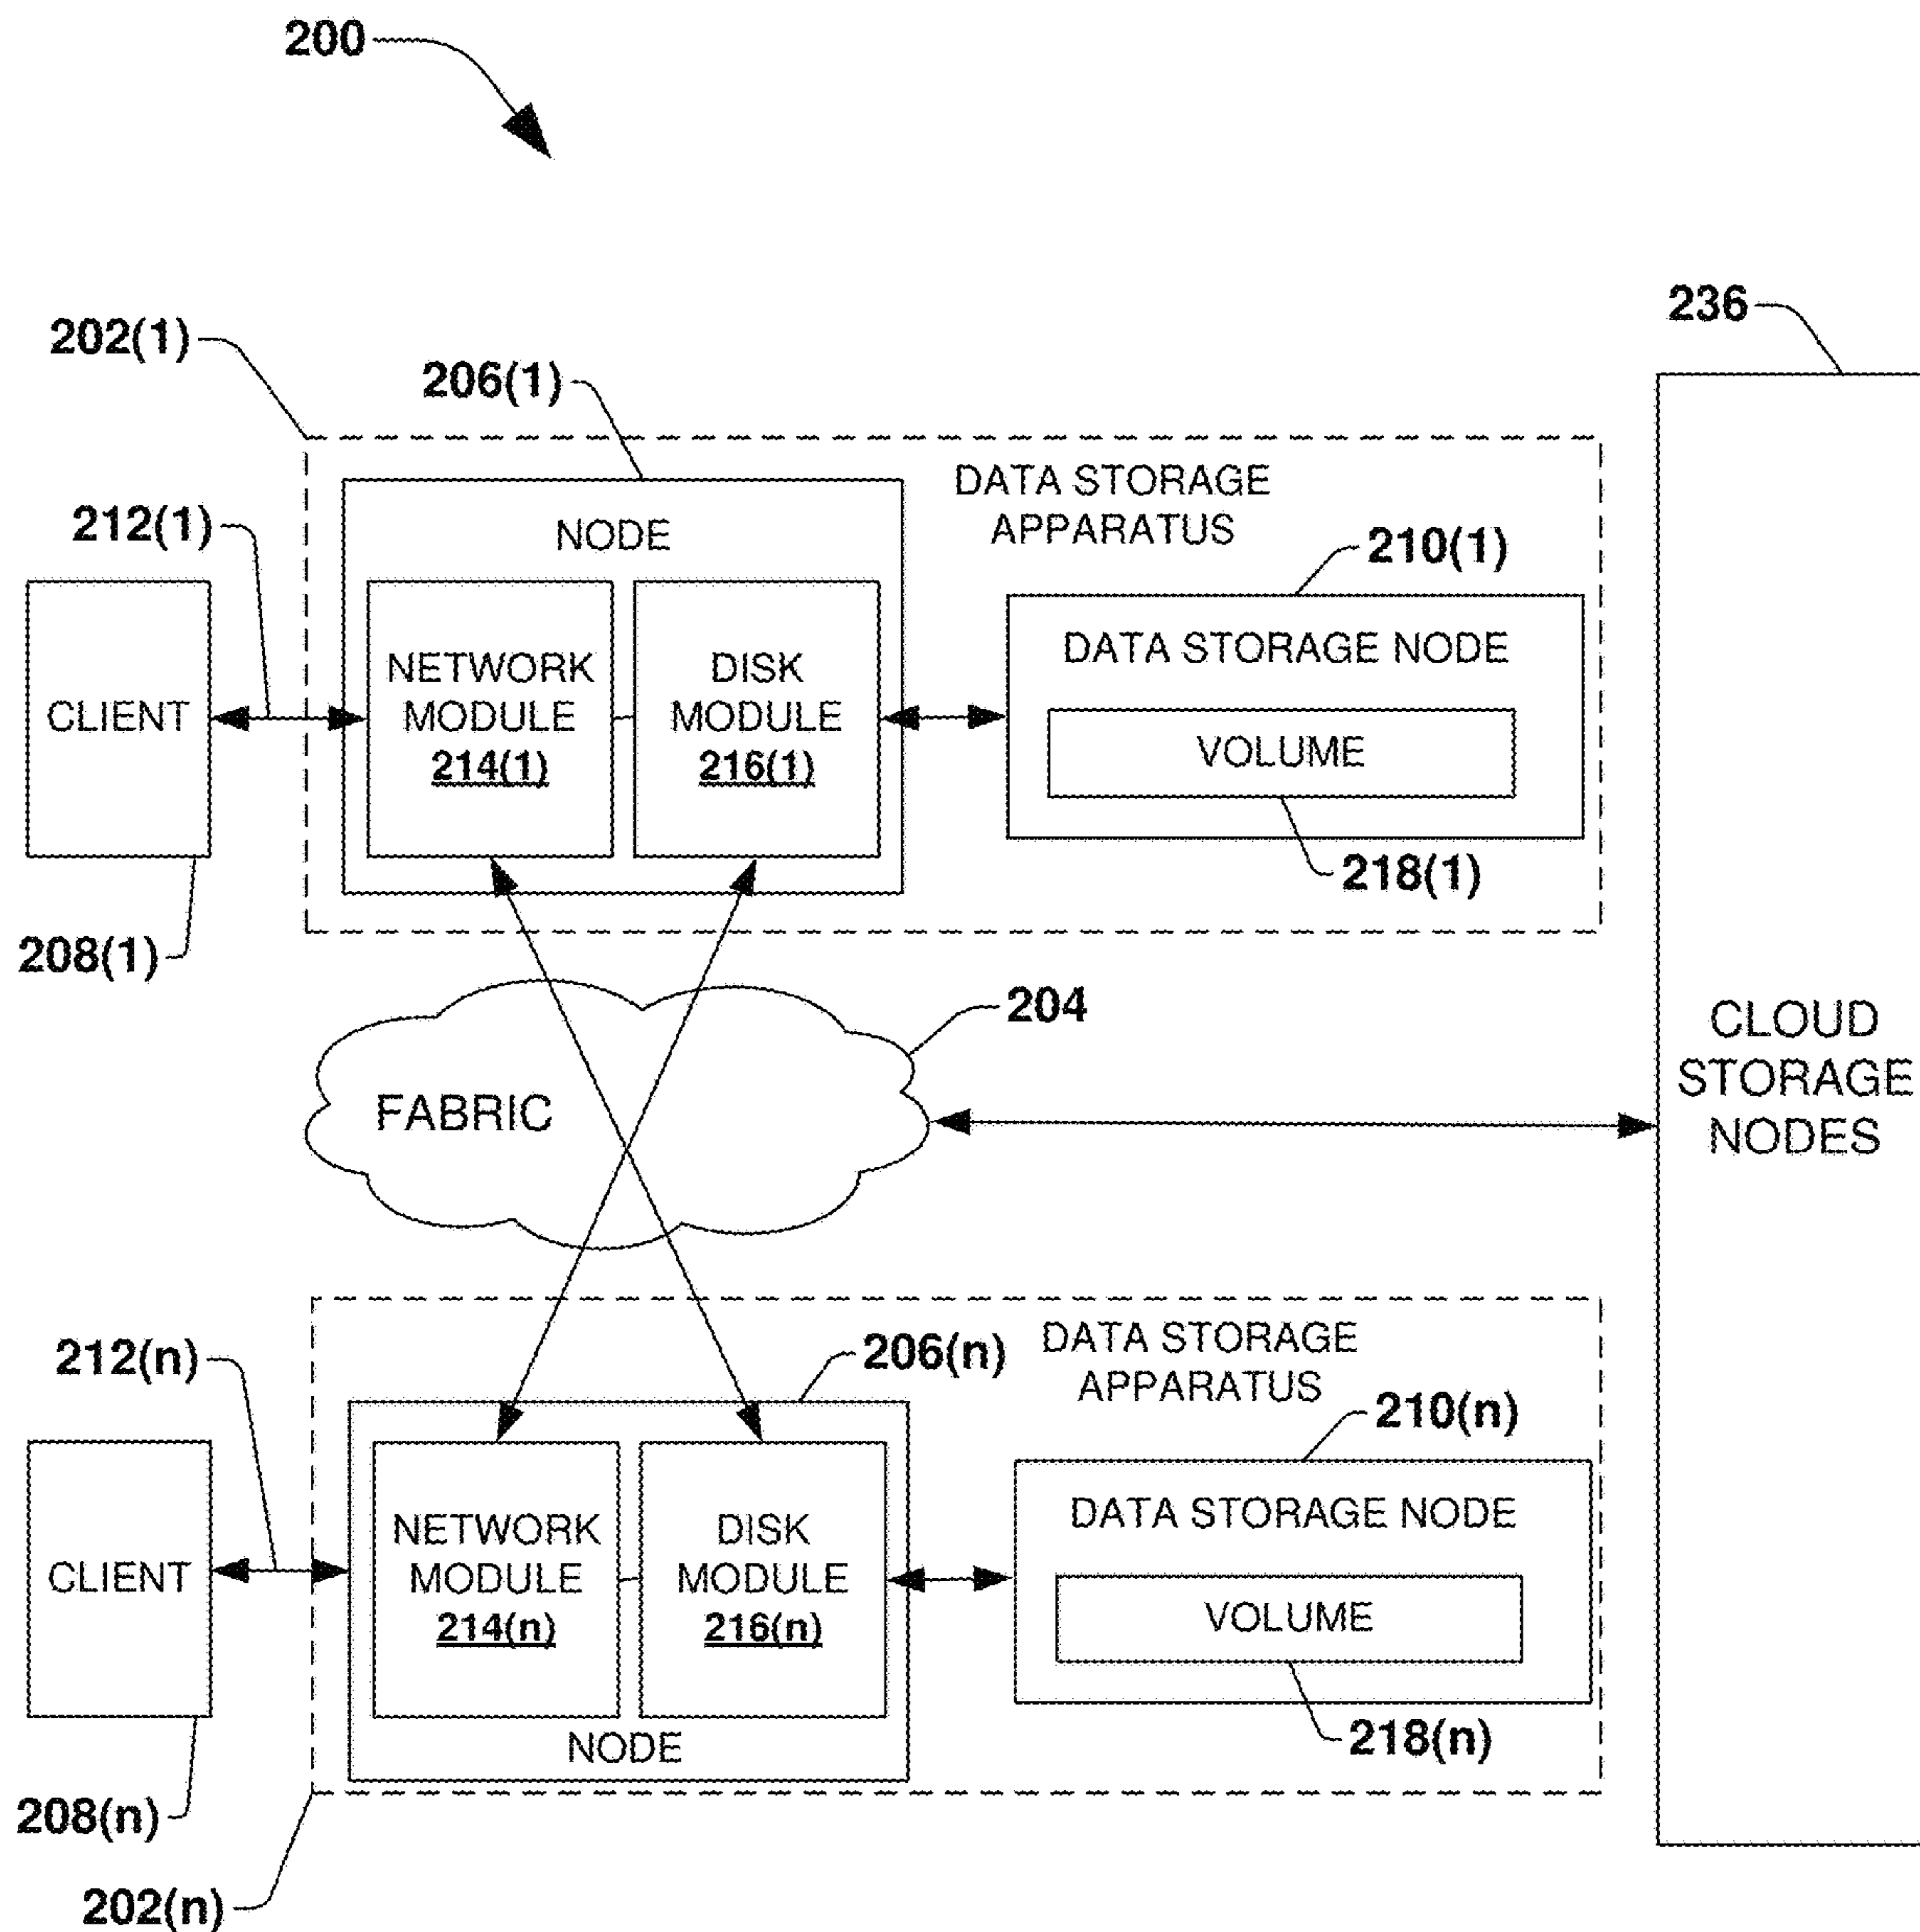 200
236
202(1)
206(1)
DATA STORAGE
APPARATUS
212(1)
NODE
210(1)
DATA STORAGE NODE
NETWORK
MODULE
214(1)
DISK
MODULE
216(1)
CLIENT
VOLUME
218(1)
208(1)
204
FABRIC
CLOUD
STORAGE
NODES
212(n)
206(n)
DATA STORAGE
APPARATUS
210(n)
DATA STORAGE NODE
NETWORK
MODULE
214(n)
DISK
MODULE
216(n)
CLIENT
VOLUME
NODE
218(n)
208(n)
202(n)